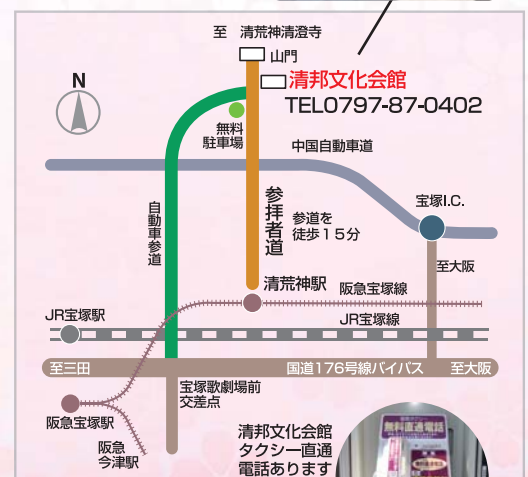 至 清荒神清澄寺
山門
清邦文化会館
TEL0797-87-0402
N
無料
駐車場
中国自動車道
宝塚I.C.
自動車参道
参拝者道
参道を
徒歩15分
至大阪
清荒神駅
阪急宝塚線
JR宝塚駅
JR宝塚線
至三田
国道176号線バイパス
至大阪
宝塚歌劇場前
交差点
阪急宝塚駅
阪急
今津駅
清邦文化会館
タクシー直通
電話あります
無料直通電話